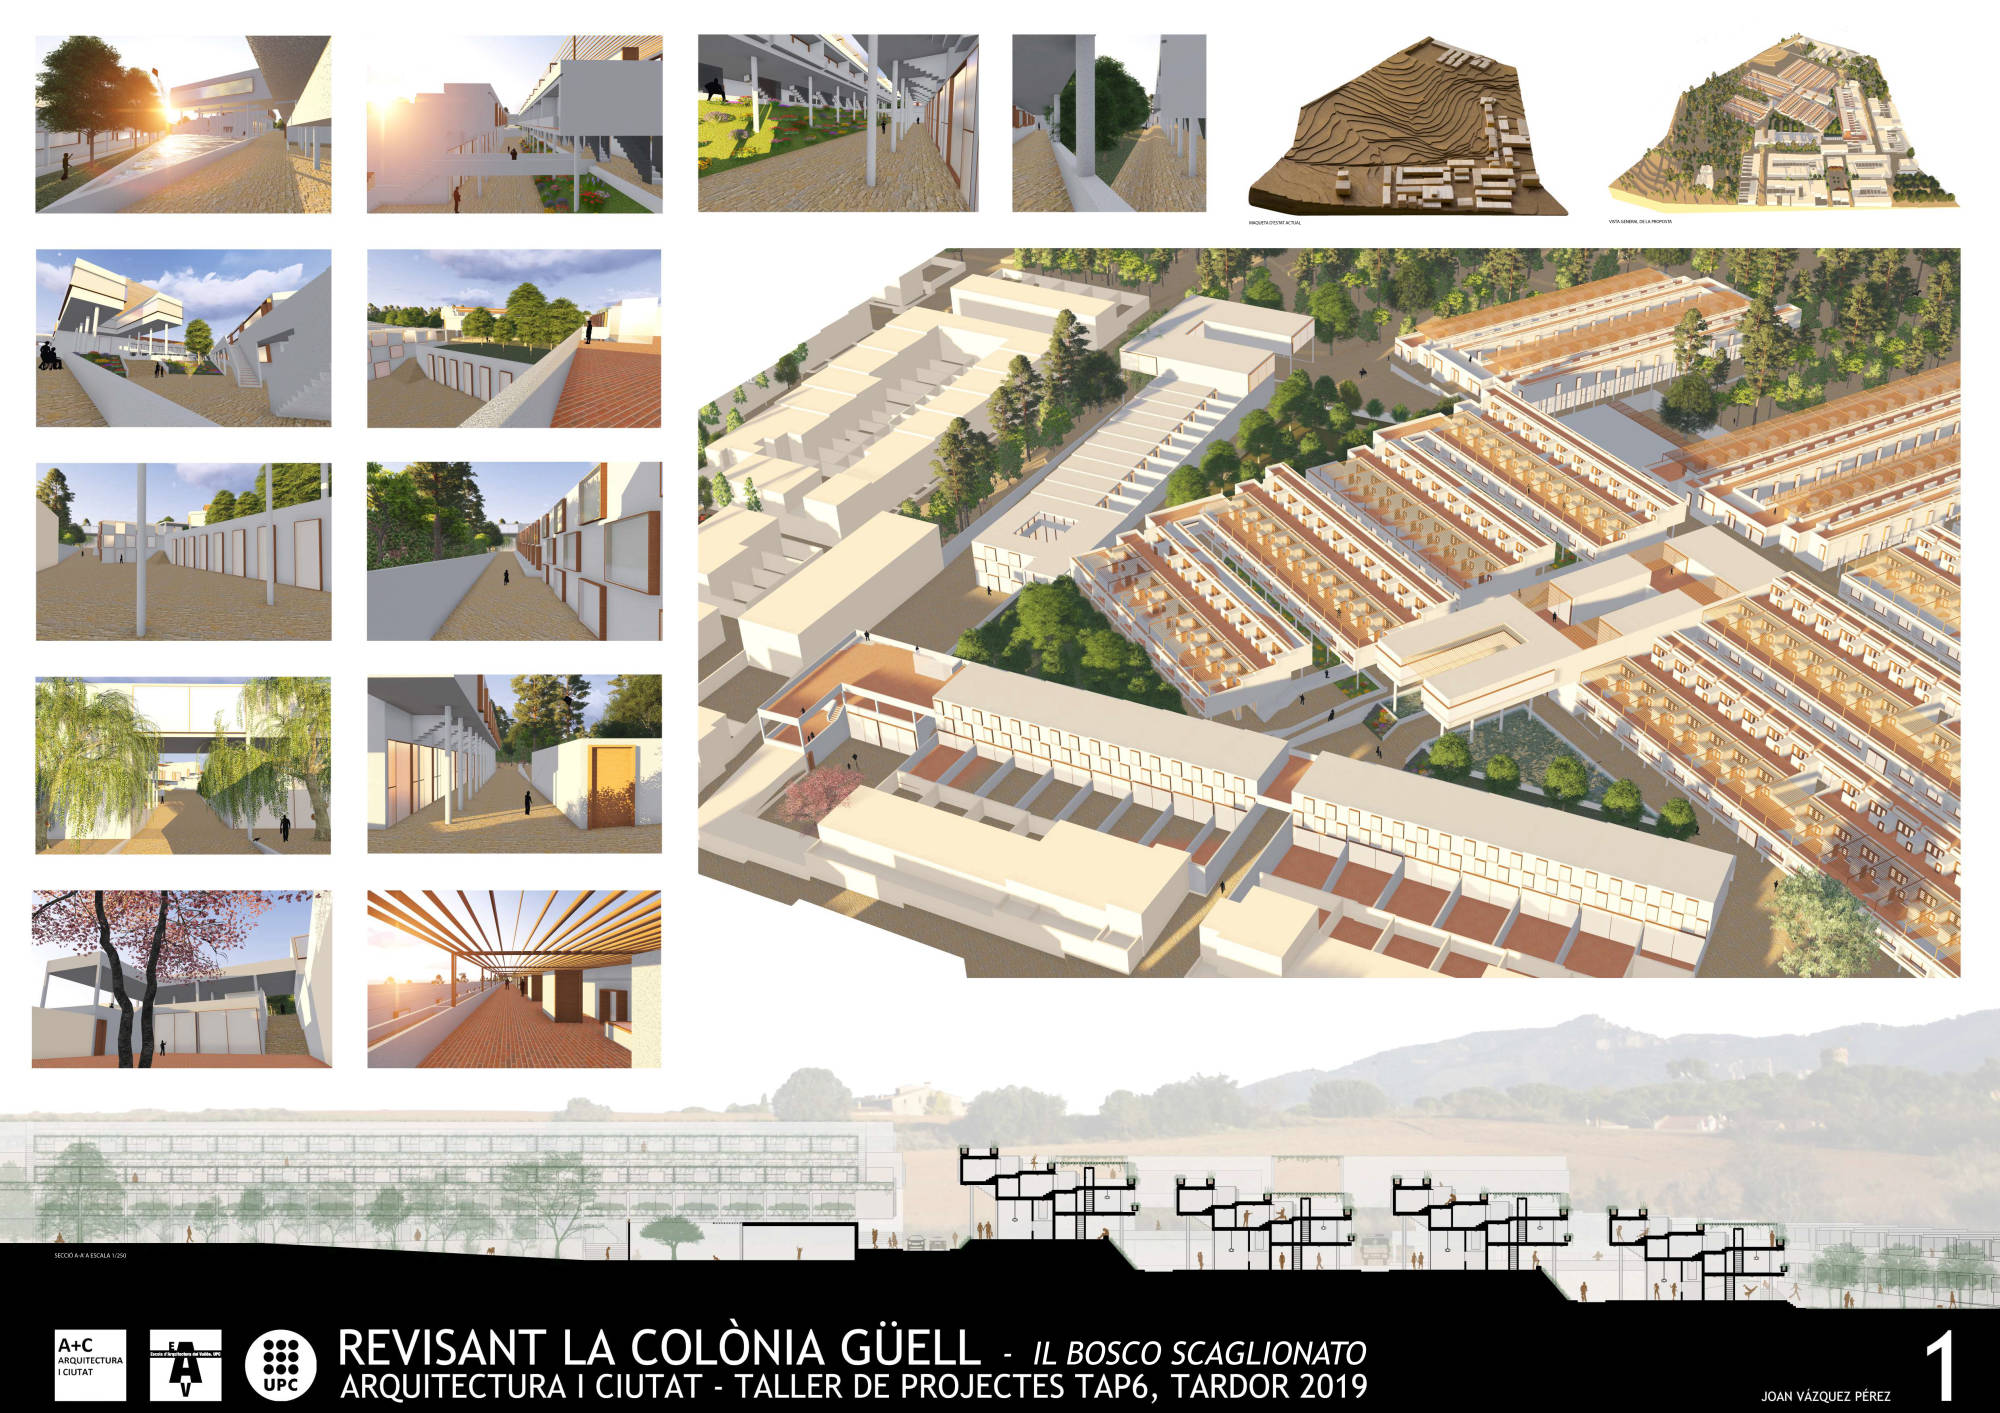 MAQUETA D'ESTAT ACTUAL
VISTA GENERAL DE LA PROPOSTA
SECCIÓ A-A' A ESCALA 1/250
A+C
ARQUITECTURA
I CIUTAT
E
Escola d'Arquitectura del Vallès, UPC
A
V
UPC
REVISANT LA COLÒNIA GÜELL - IL BOSCO SCAGLIONATO
ARQUITECTURA I CIUTAT - TALLER DE PROJECTES TAP6, TARDOR 2019
JOAN VÁZQUEZ PÉREZ
1